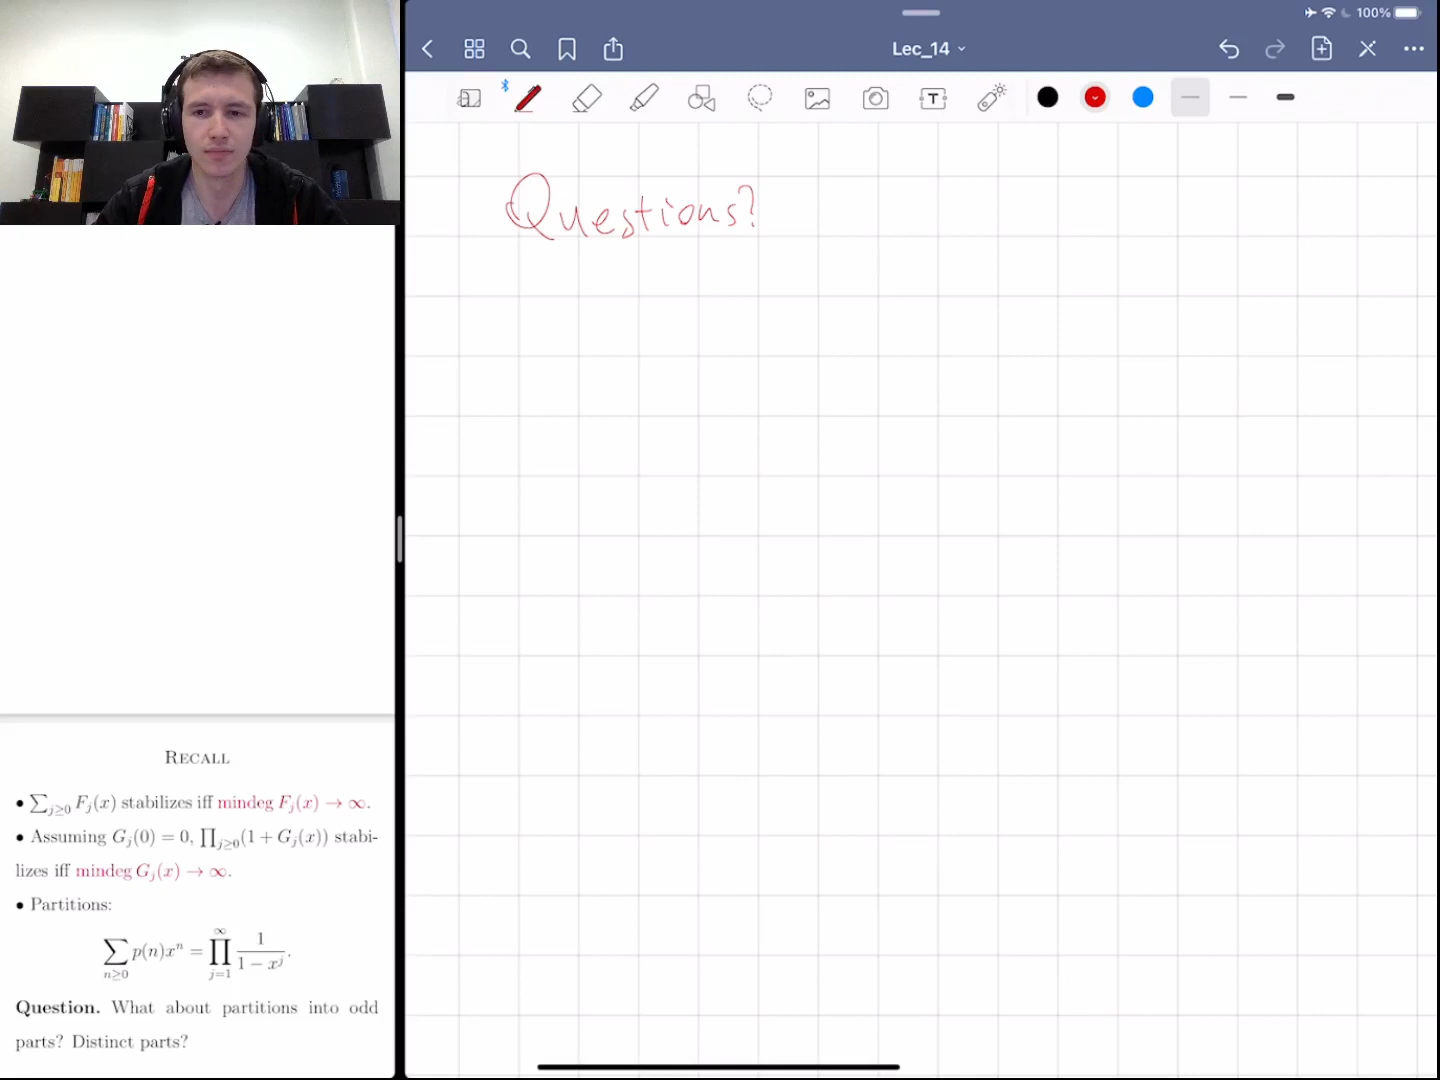 100%
Lec_14
T
Questions?
RECALL
• ∑_{j≥0} F_j(x) stabilizes iff mindeg F_j(x) → ∞.
• Assuming G_j(0) = 0, ∏_{j≥0}(1 + G_j(x)) stabi-
lizes iff mindeg G_j(x) → ∞.
• Partitions:
∑_{n≥0} p(n)x^n = ∏_{j=1}^{∞} 1/(1 − x^j).
Question. What about partitions into odd
parts? Distinct parts?